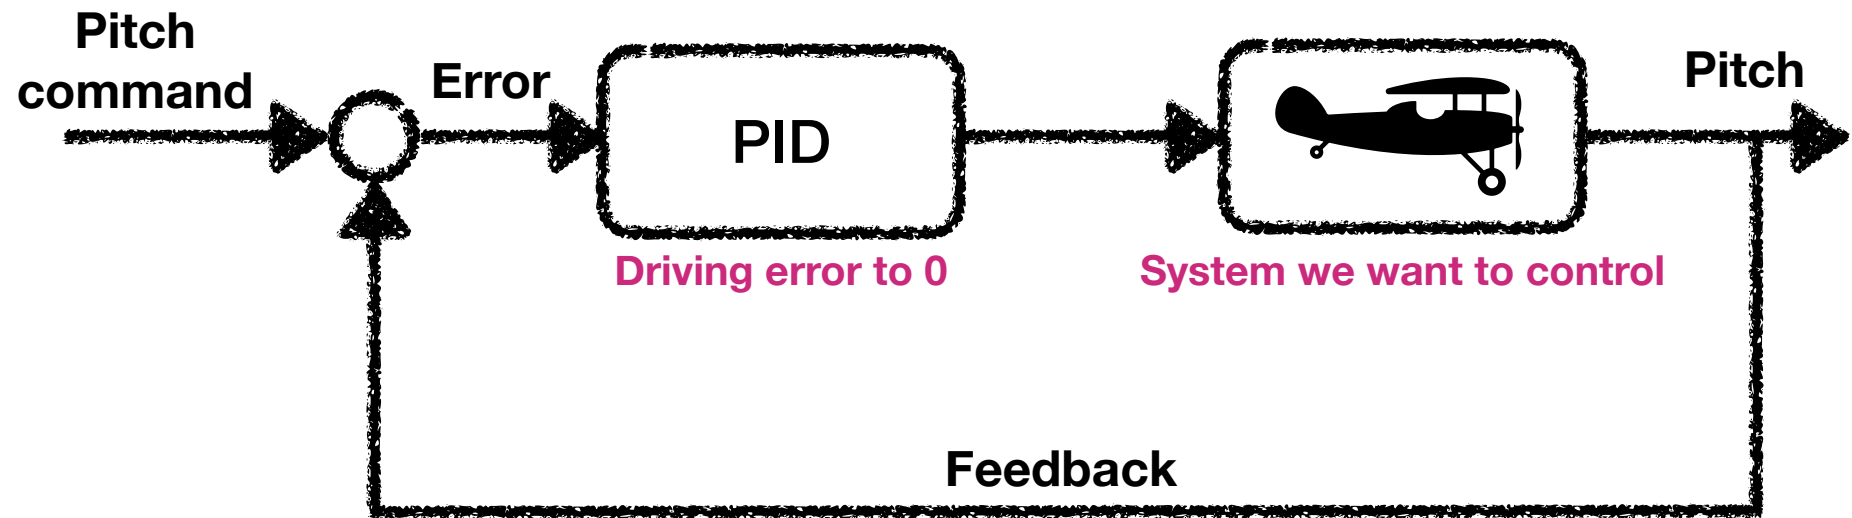 Pitch
command
Error
PID
Pitch
Driving error to 0
System we want to control
Feedback